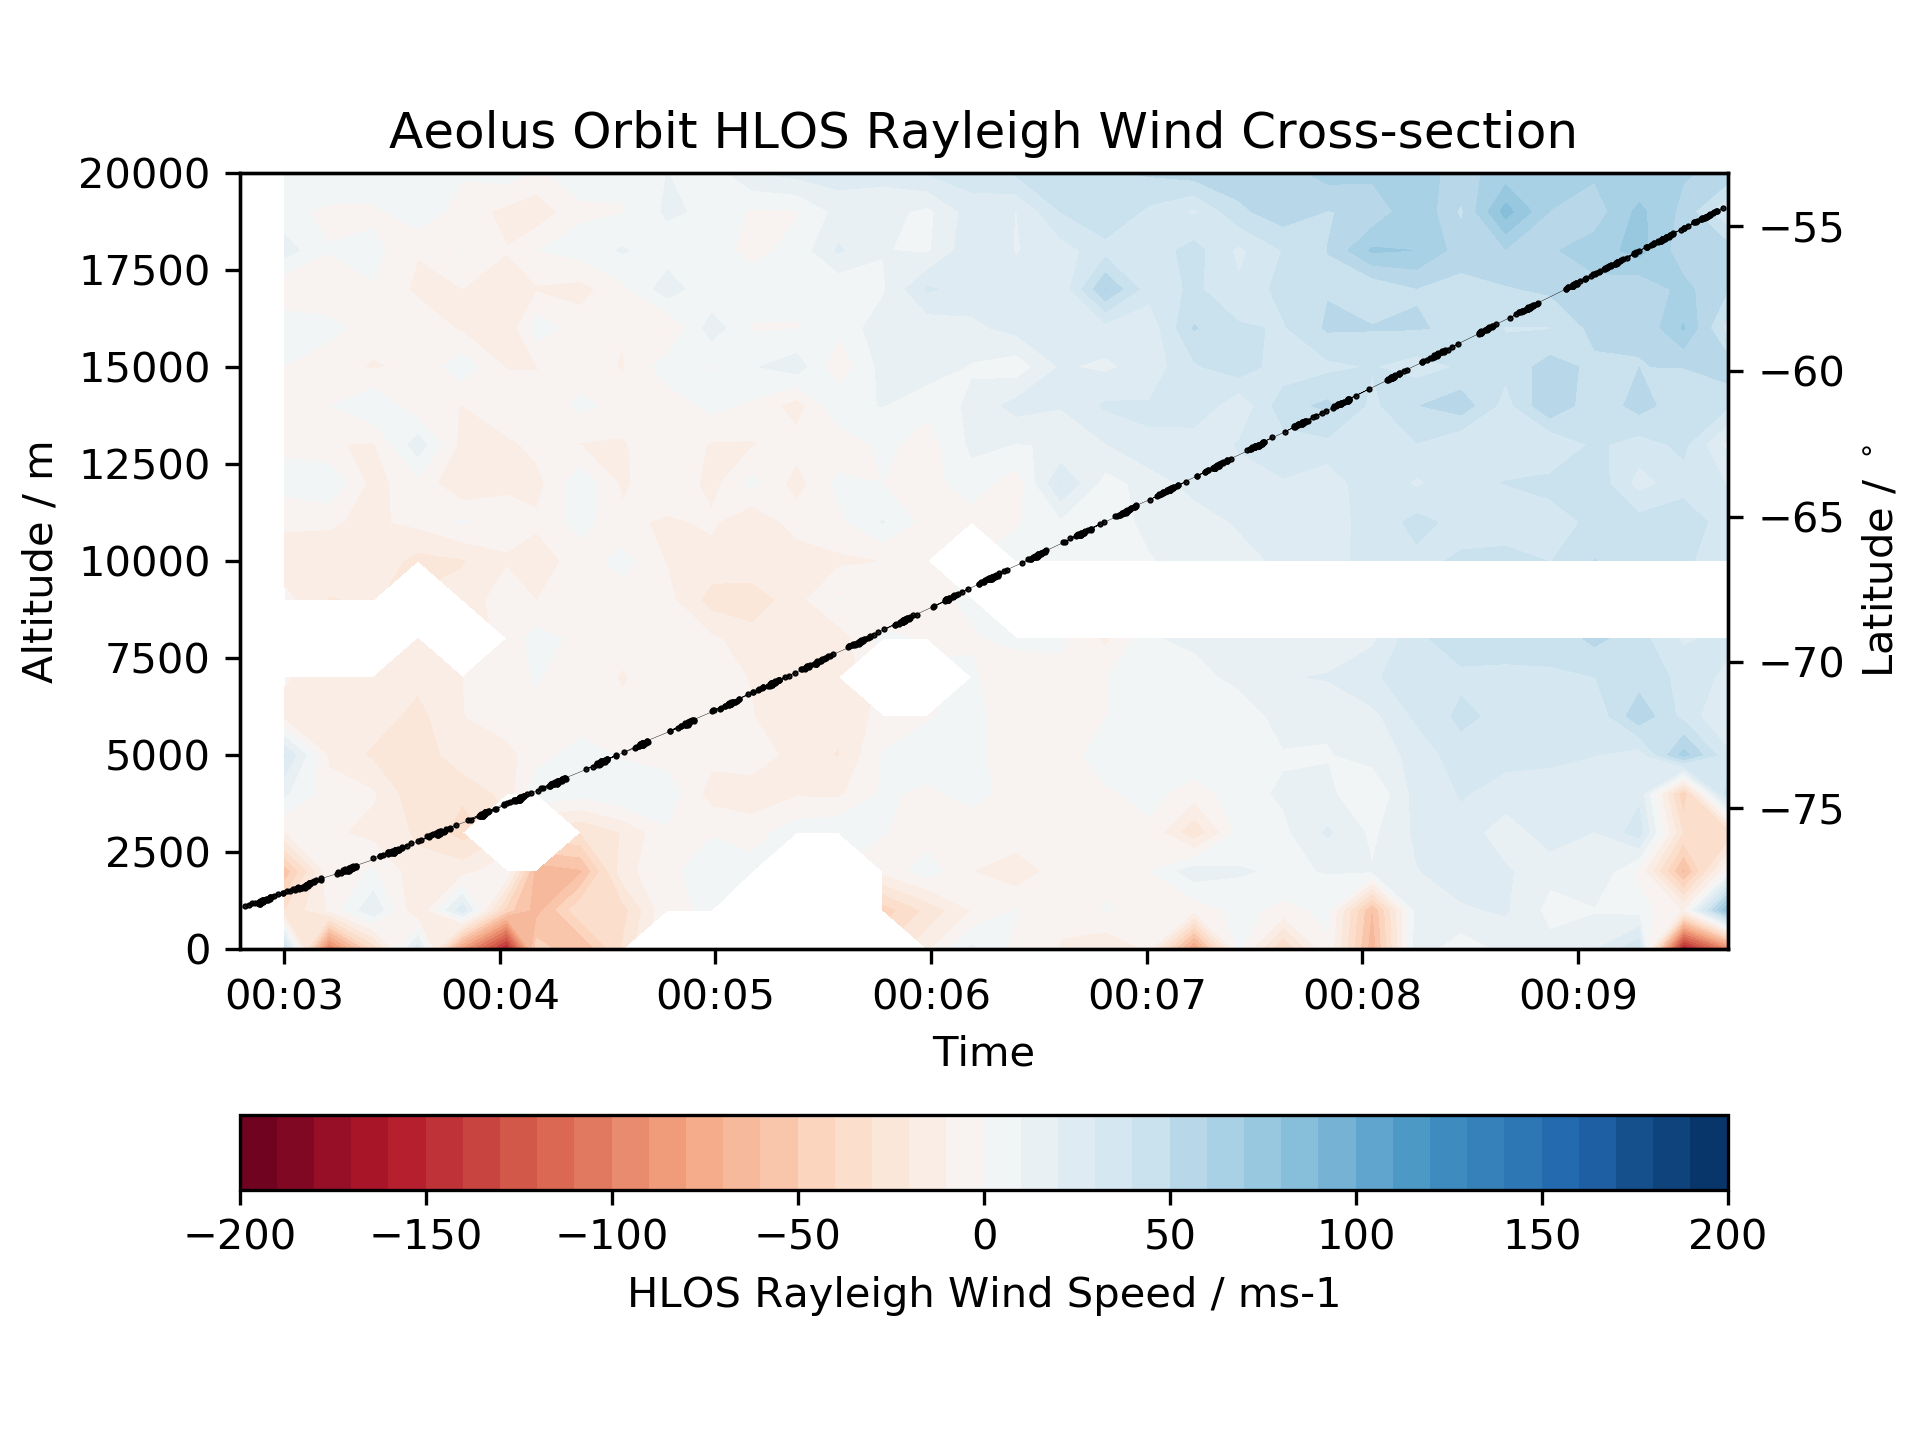 Aeolus Orbit HLOS Rayleigh Wind Cross-section
20000
17500
15000
12500
10000
7500
5000
2500
0
Altitude / m
−55
−60
−65
−70
−75
Latitude / °
00:03 00:04 00:05 00:06 00:07 00:08 00:09
Time
−200 −150 −100 −50 0 50 100 150 200
HLOS Rayleigh Wind Speed / ms-1